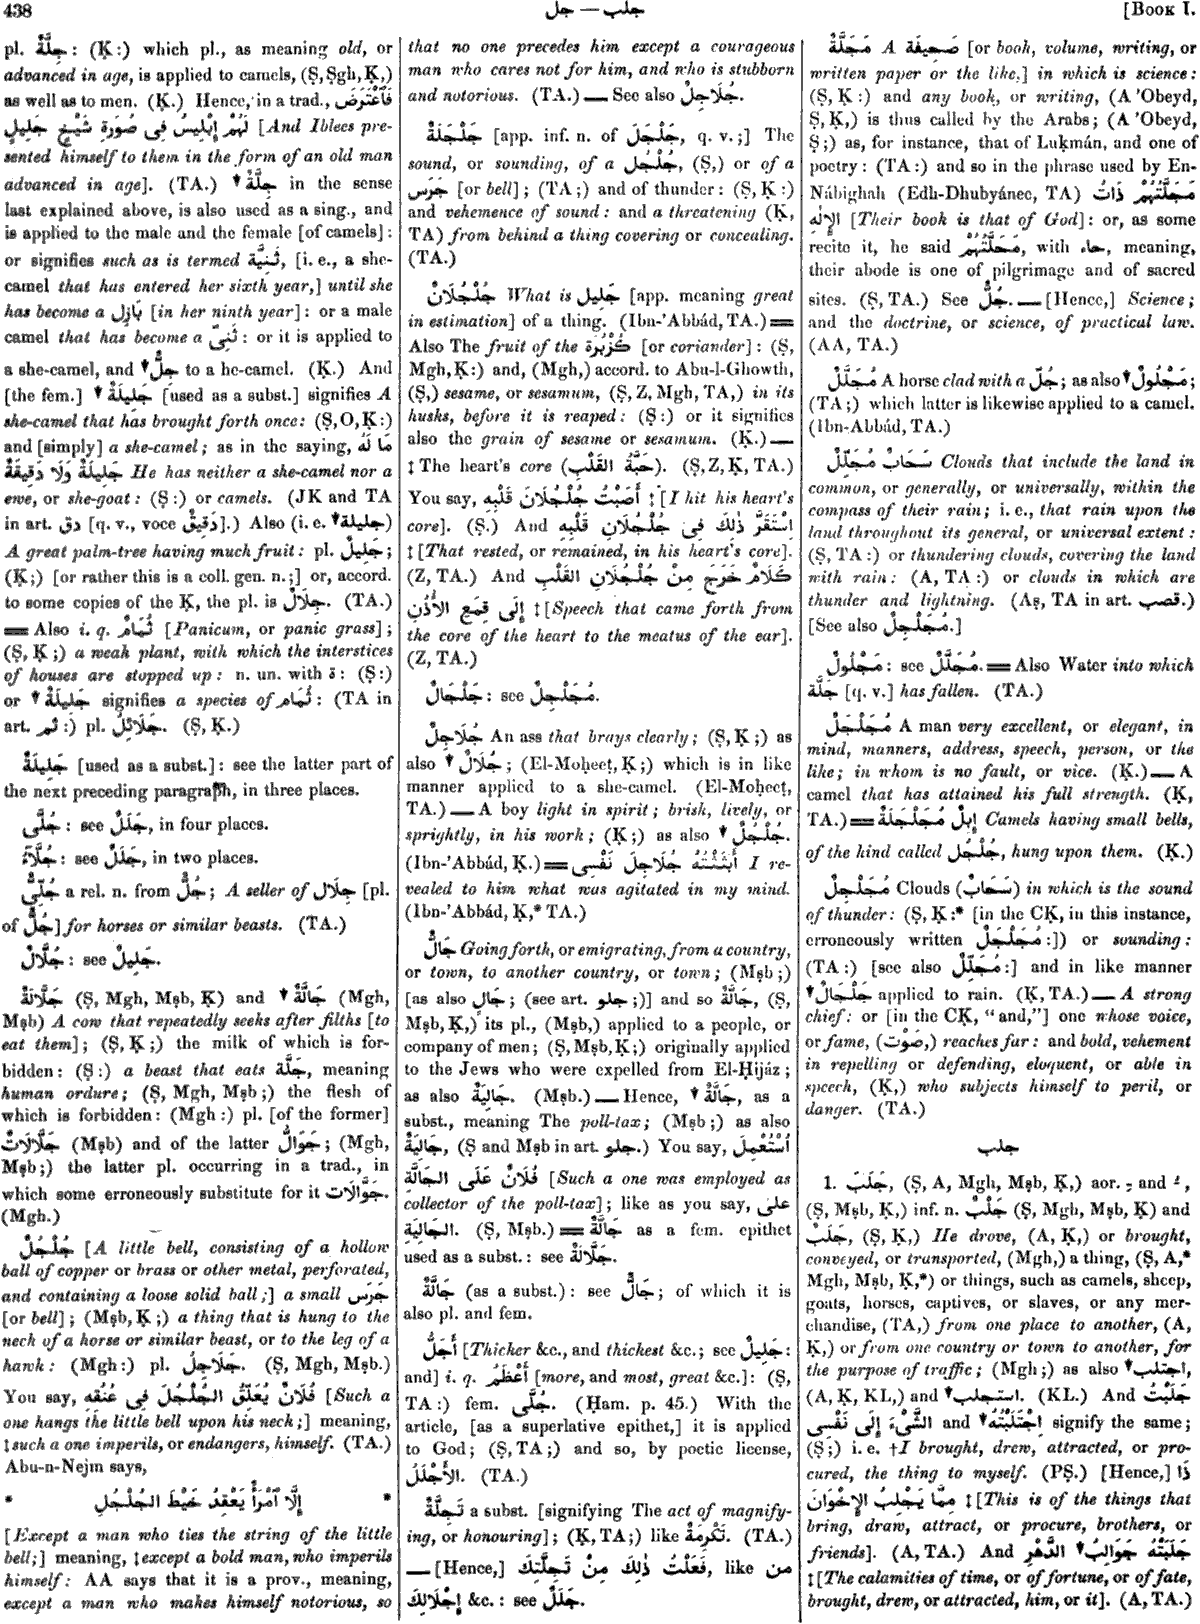 438
جلب — جل
[BOOK I.
pl. جِلَّةٌ : (Ḳ:) which pl., as meaning old, or
advanced in age, is applied to camels, (Ṣ, Ṣgh, Ḳ,)
as well as to men. (Ḳ.) Hence, in a trad., فَٱعْتَرَضَ
لَهُمْ إِبْلِيسُ فِى صُورَةِ شَيْخٍ جَلِيلٍ [And Iblees pre-
sented himself to them in the form of an old man
advanced in age]. (TA.) ↓ جِلَّةٌ in the sense
last explained above, is also used as a sing., and
is applied to the male and the female [of camels]:
or signifies such as is termed ثَنِيَّة, [i. e., a she-
camel that has entered her sixth year,] until she
has become a بَازِل [in her ninth year]: or a male
camel that has become a ثَنِىّ : or it is applied to
a she-camel, and ↓ جِلٌّ to a he-camel. (Ḳ.) And
[the fem.] ↓ جَلِيلَةٌ [used as a subst.] signifies A
she-camel that has brought forth once: (Ṣ, O, Ḳ:)
and [simply] a she-camel; as in the saying, مَا لَهُ
جَلِيلَةٌ وَلَا دَقِيقَةٌ He has neither a she-camel nor a
ewe, or she-goat: (Ṣ:) or camels. (JK and TA
in art. دق [q. v., voce دَقِيقٌ].) Also (i. e. ↓ جليلة)
A great palm-tree having much fruit: pl. جَلِيلٌ ;
(Ḳ;) [or rather this is a coll. gen. n.;] or, accord.
to some copies of the Ḳ, the pl. is جِلَالٌ. (TA.)
== Also i. q. ثُمَامٌ [Panicum, or panic grass];
(Ṣ, Ḳ;) a weak plant, with which the interstices
of houses are stopped up: n. un. with ة : (Ṣ:)
or ↓ جَلِيلَةٌ signifies a species of ثُمَام : (TA in
art. ثم :) pl. جَلَائِلُ. (Ṣ, Ḳ.)
جَلِيلَةٌ [used as a subst.]: see the latter part of
the next preceding paragraph, in three places.
جُلَّى : see جَلَلٌ, in four places.
جُلَّآءُ : see جَلَلٌ, in two places.
جُلِّىٌّ a rel. n. from جُلٌّ ; A seller of جِلَال [pl.
of جُلٌّ] for horses or similar beasts. (TA.)
جُلَّالٌ : see جَلِيلٌ.
جَلَّالَةٌ (Ṣ, Mgh, Mṣb, Ḳ) and ↓ جَالَّةٌ (Mgh,
Mṣb) A cow that repeatedly seeks after filths [to
eat them]; (Ṣ, Ḳ;) the milk of which is for-
bidden: (Ṣ:) a beast that eats جَلَّة, meaning
human ordure; (Ṣ, Mgh, Mṣb;) the flesh of
which is forbidden: (Mgh:) pl. [of the former]
جَلَّالَاتٌ (Mṣb) and of the latter جَوَالُّ ; (Mgh,
Mṣb;) the latter pl. occurring in a trad., in
which some erroneously substitute for it جَوَّالَات.
(Mgh.)
جُلْجُلٌ [A little bell, consisting of a hollow
ball of copper or brass or other metal, perforated,
and containing a loose solid ball;] a small جَرَس
[or bell]; (Mṣb, Ḳ;) a thing that is hung to the
neck of a horse or similar beast, or to the leg of a
hawk: (Mgh:) pl. جَلَاجِلُ. (Ṣ, Mgh, Mṣb.)
You say, فُلَانٌ يُعَلِّقُ الجُلْجُلَ فِى عُنُقِهِ [Such a
one hangs the little bell upon his neck;] meaning,
‡ such a one imperils, or endangers, himself. (TA.)
Abu-n-Nejm says,
* إِلَّا ٱمْرَأً يَعْقِدُ خَيْطَ الجُلْجُلِ *
[Except a man who ties the string of the little
bell;] meaning, ‡ except a bold man, who imperils
himself: AA says that it is a prov., meaning,
except a man who makes himself notorious, so
that no one precedes him except a courageous
man who cares not for him, and who is stubborn
and notorious. (TA.) — See also جُلَاجِلٌ.
جَلْجَلَةٌ [app. inf. n. of جَلْجَلَ, q. v.;] The
sound, or sounding, of a جُلْجُل, (Ṣ,) or of a
جَرَس [or bell]; (TA;) and of thunder: (Ṣ, Ḳ:)
and vehemence of sound: and a threatening (Ḳ,
TA) from behind a thing covering or concealing.
(TA.)
جُلْجُلَانٌ What is جَلِيل [app. meaning great
in estimation] of a thing. (Ibn-'Abbád, TA.) ==
Also The fruit of the كُزْبُرَة [or coriander]: (Ṣ,
Mgh, Ḳ:) and, (Mgh,) accord. to Abu-l-Ghowth,
(Ṣ,) sesame, or sesamum, (Ṣ, Z, Mgh, TA,) in its
husks, before it is reaped: (Ṣ:) or it signifies
also the grain of sesame or sesamum. (Ḳ.) —
‡ The heart's core (حَبَّةُ القَلْبِ). (Ṣ, Z, Ḳ, TA.)
You say, أَصَبْتُ جُلْجُلَانَ قَلْبِهِ ‡ [I hit his heart's
core]. (Ṣ.) And اِسْتَقَرَّ ذٰلِكَ فِى جُلْجُلَانِ قَلْبِهِ
‡ [That rested, or remained, in his heart's core].
(Z, TA.) And كَلَامٌ خَرَجَ مِنْ جُلْجُلَانِ القَلْبِ
إِلَى قِمَعِ الأُذُنِ ‡ [Speech that came forth from
the core of the heart to the meatus of the ear].
(Z, TA.)
جَلْجَالٌ : see مُجَلْجِلٌ.
جُلَاجِلٌ An ass that brays clearly; (Ṣ, Ḳ;) as
also ↓ جُلَالٌ ; (El-Moḥeeṭ, Ḳ;) which is in like
manner applied to a she-camel. (El-Moḥeeṭ,
TA.) — A boy light in spirit; brisk, lively, or
sprightly, in his work; (Ḳ;) as also ↓ جُلْجُلٌ.
(Ibn-'Abbád, Ḳ.) == أَبْثَثْتُهُ جُلَاجِلَ نَفْسِى I re-
vealed to him what was agitated in my mind.
(Ibn-'Abbád, Ḳ,* TA.)
جَالٌّ Going forth, or emigrating, from a country,
or town, to another country, or town; (Mṣb;)
[as also جَالٍ ; (see art. جلو ;)] and so جَالَّةٌ, (Ṣ,
Mṣb, Ḳ,) its pl., (Mṣb,) applied to a people, or
company of men; (Ṣ, Mṣb, Ḳ;) originally applied
to the Jews who were expelled from El-Ḥijáz;
as also جَالِيَةٌ. (Mṣb.) — Hence, ↓ جَالَّةٌ, as a
subst., meaning The poll-tax; (Mṣb;) as also
جَالِيَةٌ, (Ṣ and Mṣb in art. جلو.) You say, اُسْتُعْمِلَ
فُلَانٌ عَلَى الجَالَّةِ [Such a one was employed as
collector of the poll-tax]; like as you say, عَلَى
الجَالِيَةِ. (Ṣ, Mṣb.) == جَالَّةٌ as a fem. epithet
used as a subst.: see جَلَّالَةٌ.
جَالَّةٌ (as a subst.): see جَالٌّ ; of which it is
also pl. and fem.
أَجَلُّ [Thicker &c., and thickest &c.; see جَلِيلٌ :
and] i. q. أَعْظَمُ [more, and most, great &c.]: (Ṣ,
TA:) fem. جُلَّى. (Ḥam. p. 45.) With the
article, [as a superlative epithet,] it is applied
to God; (Ṣ, TA;) and so, by poetic license,
الأَجْلَلُ. (TA.)
تَجِلَّةٌ a subst. [signifying The act of magnify-
ing, or honouring]; (Ḳ, TA;) like تَكْرِمَةٌ. (TA.)
— [Hence,] فَعَلْتُ ذٰلِكَ مِنْ تَجِلَّتِكَ, like من
إِجْلَالِكَ &c.: see جَلَلٌ.
مَجَلَّةٌ A صَحِيفَة [or book, volume, writing, or
written paper or the like,] in which is science:
(Ṣ, Ḳ:) and any book, or writing, (A 'Obeyd,
Ṣ, Ḳ,) is thus called by the Arabs; (A 'Obeyd,
Ṣ;) as, for instance, that of Luḳmán, and one of
poetry: (TA:) and so in the phrase used by En-
Nábighah (Edh-Dhubyánee, TA) مَجَلَّتُهُمْ ذَاتُ
الإِلٰهِ [Their book is that of God]: or, as some
recite it, he said مَحَلَّتُهُمْ, with حاء, meaning,
their abode is one of pilgrimage and of sacred
sites. (Ṣ, TA.) See جُلٌّ. — [Hence,] Science;
and the doctrine, or science, of practical law.
(AA, TA.)
مُجَلَّلٌ A horse clad with a جُلّ ; as also ↓ مَجْلُولٌ ;
(TA;) which latter is likewise applied to a camel.
(Ibn-Abbád, TA.)
سَحَابٌ مُجَلِّلٌ Clouds that include the land in
common, or generally, or universally, within the
compass of their rain; i. e., that rain upon the
land throughout its general, or universal extent:
(Ṣ, TA:) or thundering clouds, covering the land
with rain: (A, TA:) or clouds in which are
thunder and lightning. (Aṣ, TA in art. قصب.)
[See also مُجَلْجِلٌ.]
مَجْلُولٌ : see مُجَلَّلٌ. == Also Water into which
جَلَّة [q. v.] has fallen. (TA.)
مُجَلْجَلٌ A man very excellent, or elegant, in
mind, manners, address, speech, person, or the
like; in whom is no fault, or vice. (Ḳ.) — A
camel that has attained his full strength. (Ḳ,
TA.) == إِبِلٌ مُجَلْجَلَةٌ Camels having small bells,
of the kind called جُلْجُل, hung upon them. (Ḳ.)
مُجَلْجِلٌ Clouds (سَحَابٌ) in which is the sound
of thunder: (Ṣ, Ḳ:* [in the CḲ, in this instance,
erroneously written مُجَلْجَلٌ :]) or sounding:
(TA:) [see also مُجَلِّلٌ :] and in like manner
↓ جَلْجَالٌ applied to rain. (Ḳ, TA.) — A strong
chief: or [in the CḲ, “and,”] one whose voice,
or fame, (صَوْت,) reaches far: and bold, vehement
in repelling or defending, eloquent, or able in
speech, (Ḳ,) who subjects himself to peril, or
danger. (TA.)
جلب
1. جَلَبَ, (Ṣ, A, Mgh, Mṣb, Ḳ,) aor. ـِ and ـُ ,
(Ṣ, Mṣb, Ḳ,) inf. n. جَلْبٌ (Ṣ, Mgh, Mṣb, Ḳ) and
جَلَبٌ, (Ṣ, Ḳ,) He drove, (A, Ḳ,) or brought,
conveyed, or transported, (Mgh,) a thing, (Ṣ, A,*
Mgh, Mṣb, Ḳ,*) or things, such as camels, sheep,
goats, horses, captives, or slaves, or any mer-
chandise, (TA,) from one place to another, (A,
Ḳ,) or from one country or town to another, for
the purpose of traffic; (Mgh;) as also ↓ اجتلب,
(A, Ḳ, KL,) and ↓ استجلب. (KL.) And جَلَبْتُ
الشَّىْءَ إِلَى نَفْسِى and ↓ اِجْتَلَبْتُهُ signify the same;
(Ṣ;) i. e. † I brought, drew, attracted, or pro-
cured, the thing to myself. (PṢ.) [Hence,] ذَا
مِمَّا يَجْلِبُ الإِخْوَانَ ‡ [This is of the things that
bring, draw, attract, or procure, brothers, or
friends]. (A, TA.) And جَلَبَتْهُ ↓ جَوَالِبُ الدَّهْرِ
‡ [The calamities of time, or of fortune, or of fate,
brought, drew, or attracted, him, or it]. (A, TA.)